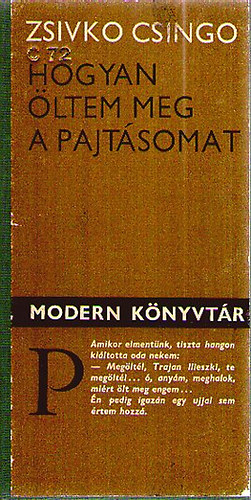 ZSIVKO CSINGO
C 72
HOGYAN
ÖLTEM MEG
A PAJTÁSOMAT
MODERN KÖNYVTÁR
P
Amikor elmentünk, tiszta hangon
kiáltotta oda nekem:
— Megöltél, Trajan Ilieszki, te
megöltél... ó, anyám, meghalok,
miért ölt meg engem...
Én pedig igazán egy ujjal sem
értem hozzá.